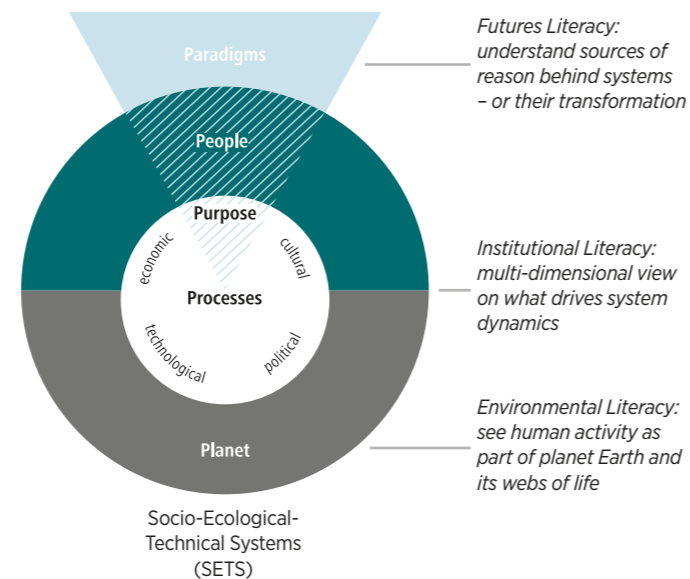 Paradigms
People
Purpose
economic
cultural
Processes
technological
political
Planet
Socio-Ecological-
Technical Systems
(SETS)
Futures Literacy:
understand sources of
reason behind systems
– or their transformation
Institutional Literacy:
multi-dimensional view
on what drives system
dynamics
Environmental Literacy:
see human activity as
part of planet Earth and
its webs of life